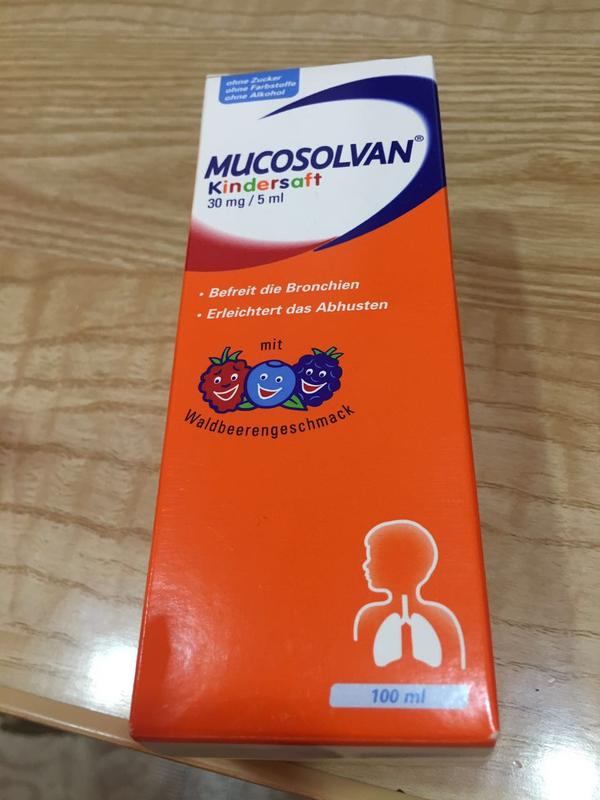 ohne Zucker
ohne Farbstoffe
ohne Alkohol
MUCOSOLVAN®
Kindersaft
30 mg / 5 ml
• Befreit die Bronchien
• Erleichtert das Abhusten
mit
Waldbeerengeschmack
100 ml